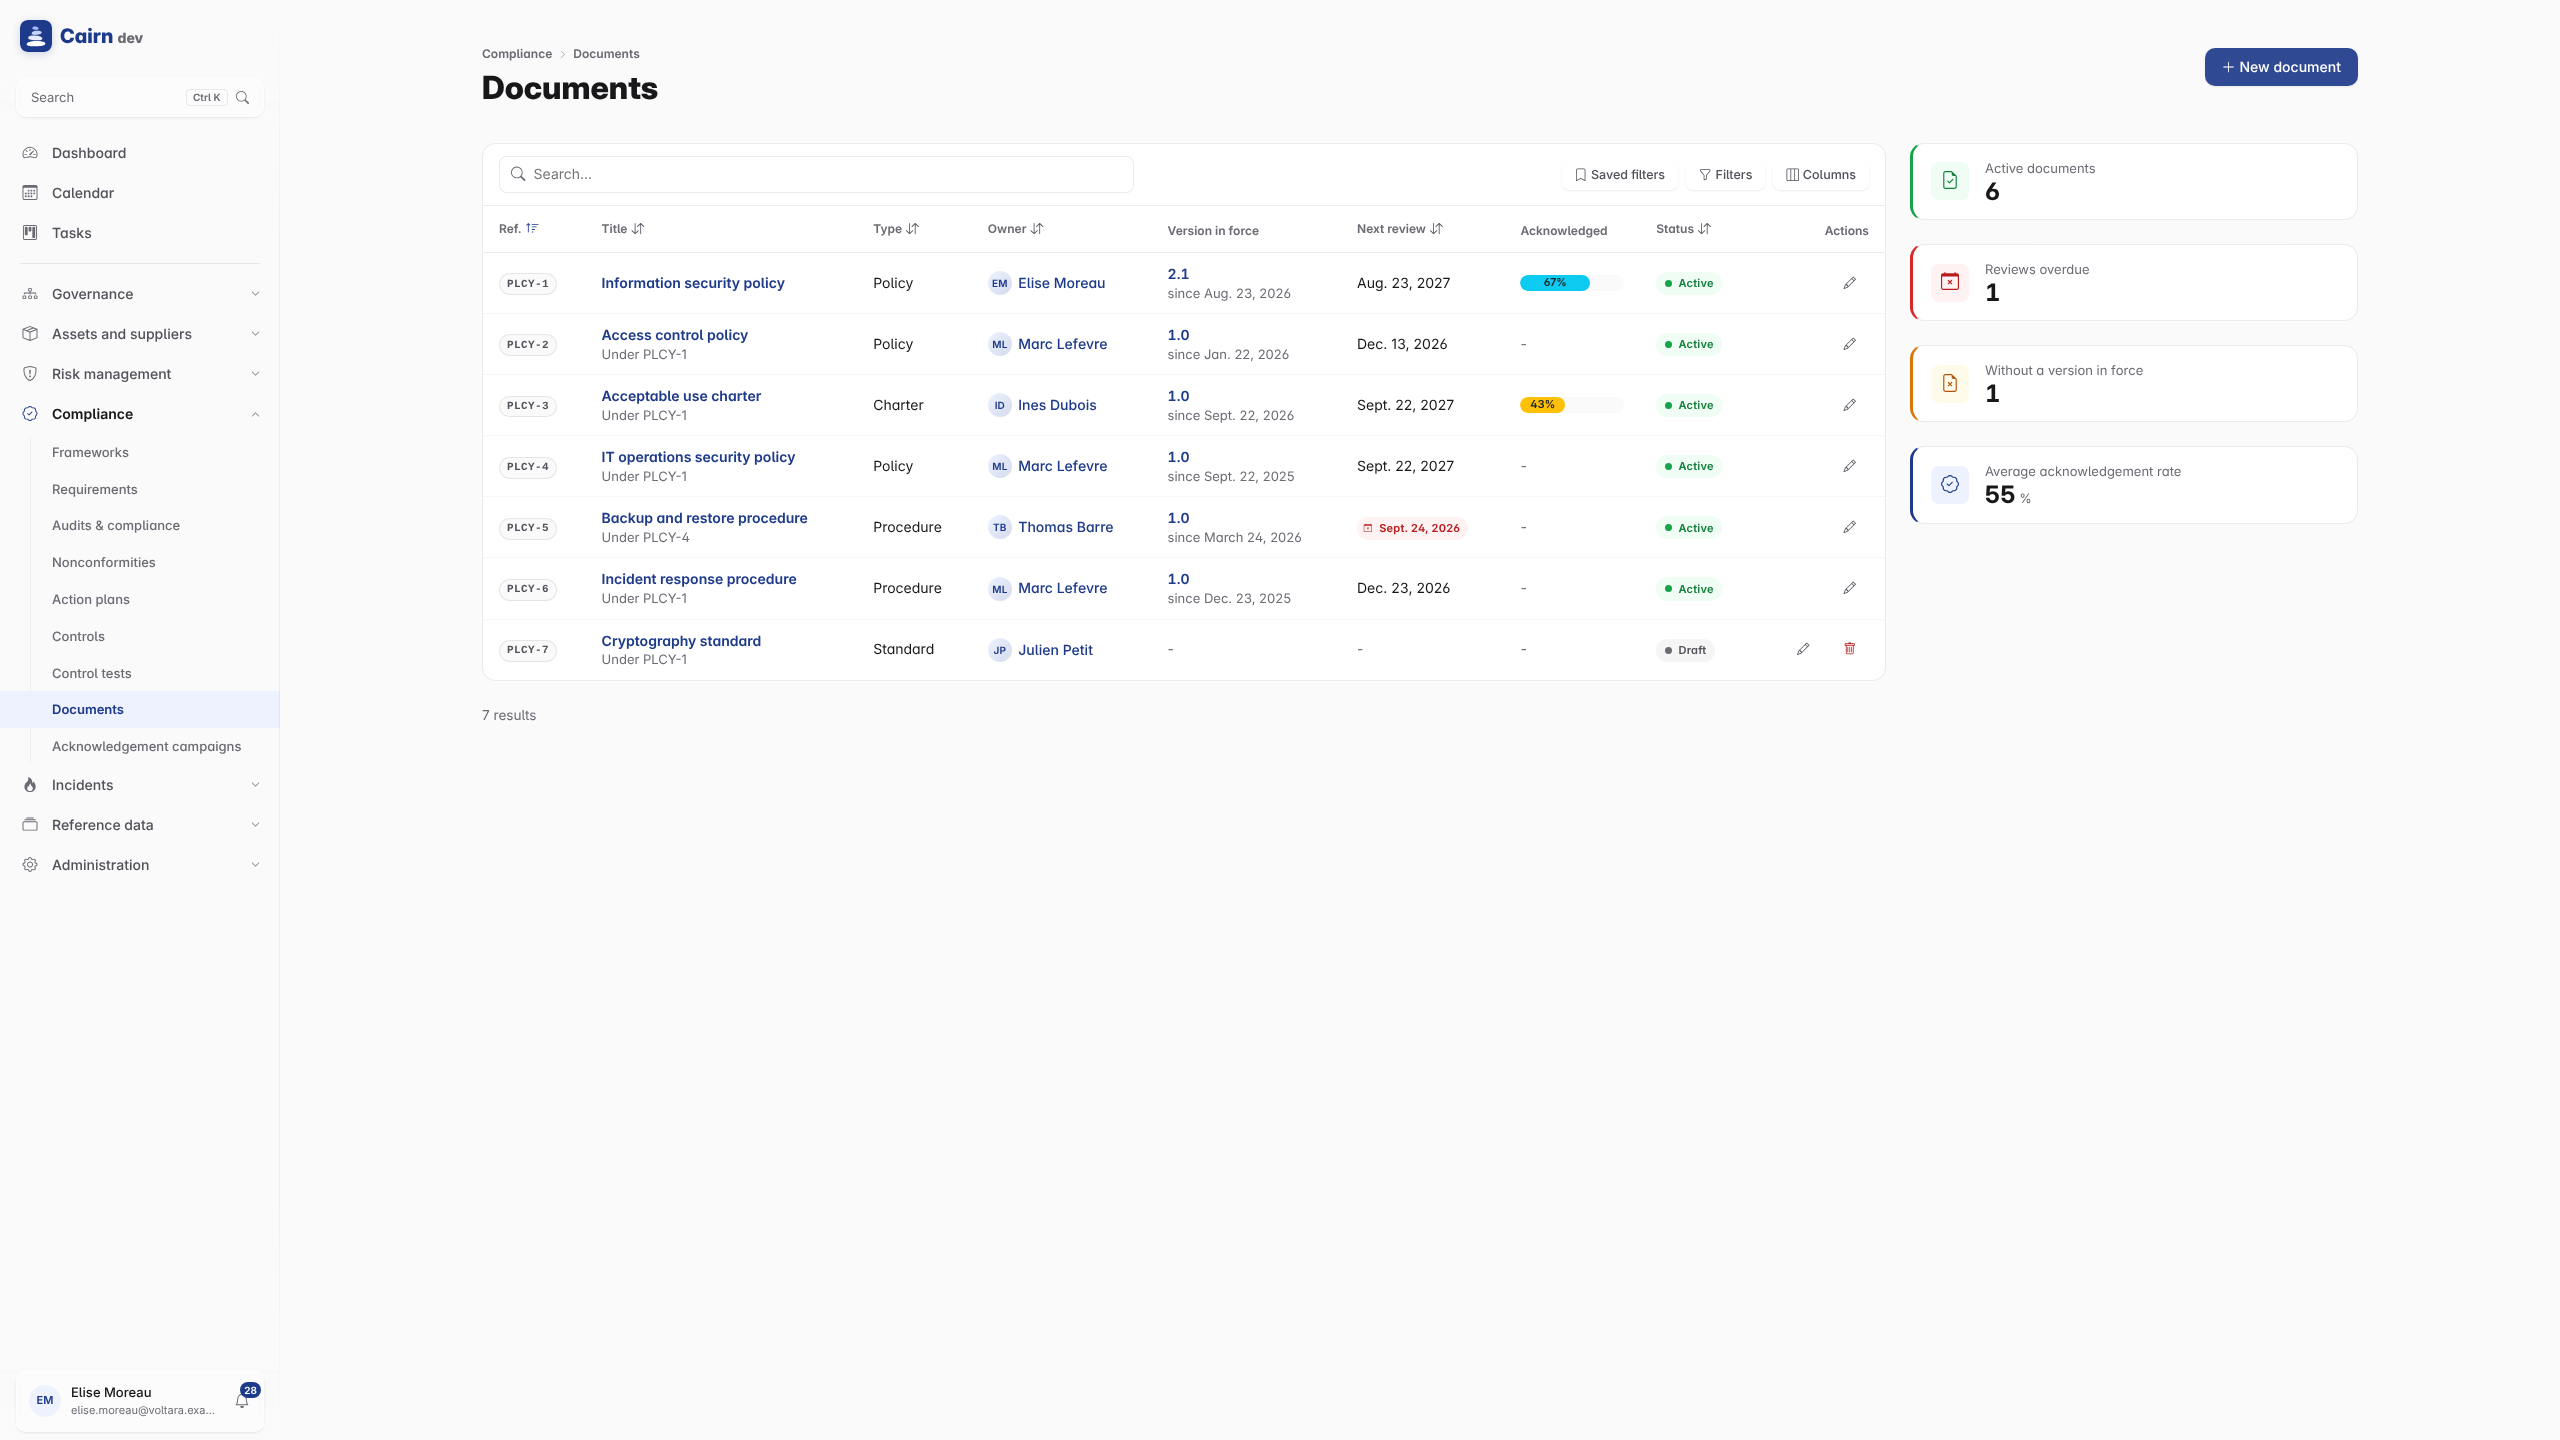 Cairn dev
Search Ctrl K
Dashboard
Calendar
Tasks
Governance
Assets and suppliers
Risk management
Compliance
Frameworks
Requirements
Audits & compliance
Nonconformities
Action plans
Controls
Control tests
Documents
Acknowledgement campaigns
Incidents
Reference data
Administration
EM Elise Moreau 28
elise.moreau@voltara.exa...
Compliance > Documents
Documents
+ New document
Search... Saved filters Filters Columns
Ref. Title Type Owner Version in force Next review Acknowledged Status Actions
PLCY-1 Information security policy Policy EM Elise Moreau 2.1 Aug. 23, 2027 67% Active
since Aug. 23, 2026
PLCY-2 Access control policy Policy ML Marc Lefevre 1.0 Dec. 13, 2026 - Active
Under PLCY-1 since Jan. 22, 2026
PLCY-3 Acceptable use charter Charter ID Ines Dubois 1.0 Sept. 22, 2027 43% Active
Under PLCY-1 since Sept. 22, 2026
PLCY-4 IT operations security policy Policy ML Marc Lefevre 1.0 Sept. 22, 2027 - Active
Under PLCY-1 since Sept. 22, 2025
PLCY-5 Backup and restore procedure Procedure TB Thomas Barre 1.0 Sept. 24, 2026 - Active
Under PLCY-4 since March 24, 2026
PLCY-6 Incident response procedure Procedure ML Marc Lefevre 1.0 Dec. 23, 2026 - Active
Under PLCY-1 since Dec. 23, 2025
PLCY-7 Cryptography standard Standard JP Julien Petit - - - Draft
Under PLCY-1
7 results
Active documents
6
Reviews overdue
1
Without a version in force
1
Average acknowledgement rate
55 %